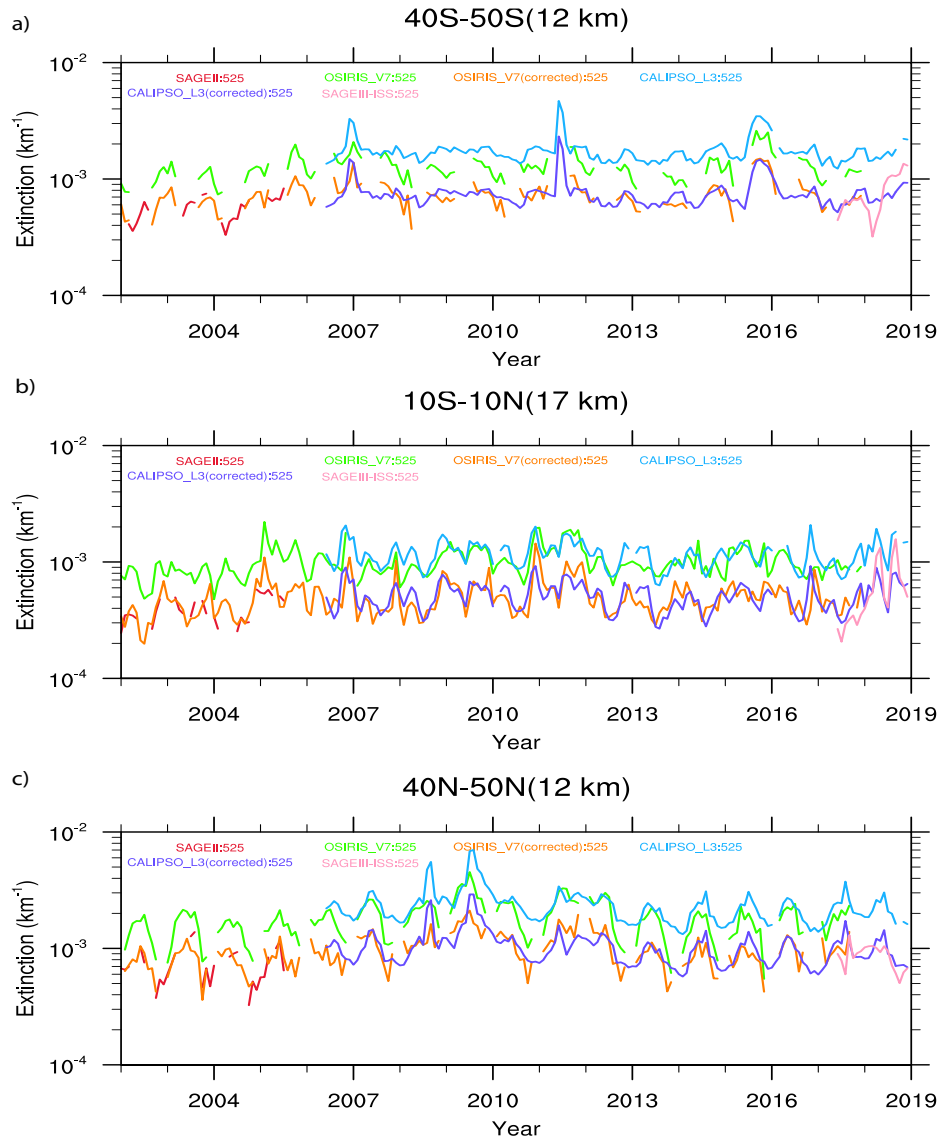 a)
40S-50S(12 km)
10-2
SAGEII:525 OSIRIS_V7:525 OSIRIS_V7(corrected):525 CALIPSO_L3:525
CALIPSO_L3(corrected):525 SAGEIII-ISS:525
Extinction (km-1)
10-3
10-4
2004 2007 2010 2013 2016 2019
Year
b)
10S-10N(17 km)
10-2
SAGEII:525 OSIRIS_V7:525 OSIRIS_V7(corrected):525 CALIPSO_L3:525
CALIPSO_L3(corrected):525 SAGEIII-ISS:525
Extinction (km-1)
10-3
10-4
2004 2007 2010 2013 2016 2019
Year
c)
40N-50N(12 km)
10-2
SAGEII:525 OSIRIS_V7:525 OSIRIS_V7(corrected):525 CALIPSO_L3:525
CALIPSO_L3(corrected):525 SAGEIII-ISS:525
Extinction (km-1)
10-3
10-4
2004 2007 2010 2013 2016 2019
Year